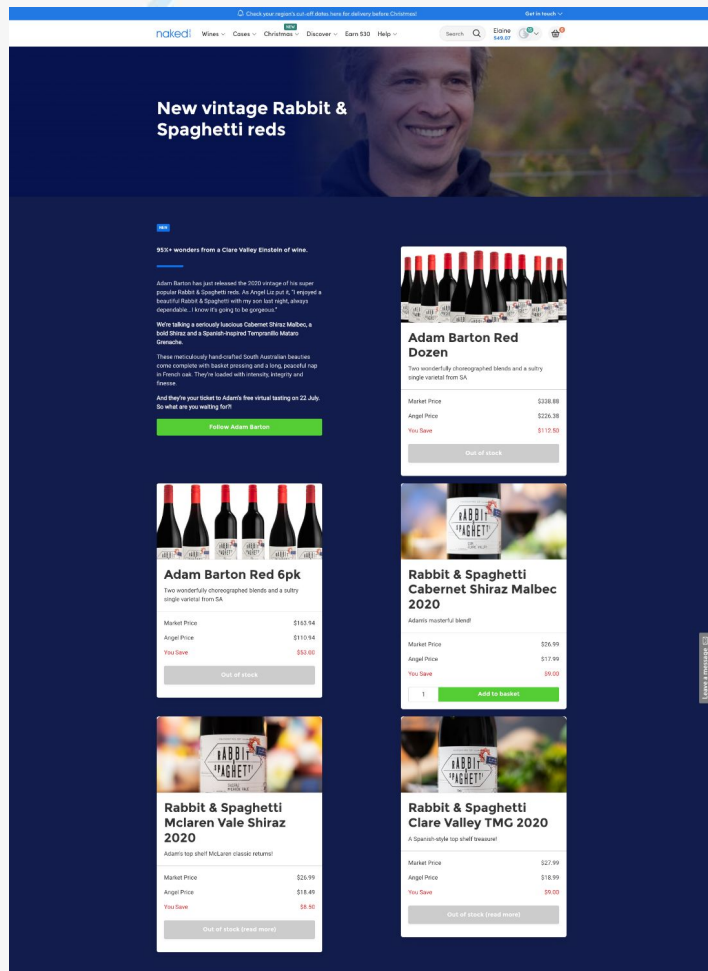 Check your region's cut-off dates here for delivery before Christmas!
Get in touch
naked!
Wines
Cases
NEW
Christmas
Discover
Earn $30
Help
Search
Elaine
$49.07
New vintage Rabbit &
Spaghetti reds
NEW
95%+ wonders from a Clare Valley Einstein of wine.
Adam Barton has just released the 2020 vintage of his super
popular Rabbit & Spaghetti reds. As Angel Liz put it, "I enjoyed a
beautiful Rabbit & Spaghetti with my son last night, always
dependable... I know it's going to be gorgeous."
We're talking a seriously luscious Cabernet Shiraz Malbec, a
bold Shiraz and a Spanish-inspired Tempranillo Mataro
Grenache.
These meticulously hand-crafted South Australian beauties
come complete with basket pressing and a long, peaceful nap
in French oak. They're loaded with intensity, integrity and
finesse.
And they're your ticket to Adam's free virtual tasting on 22 July.
So what are you waiting for?!
Follow Adam Barton
Adam Barton Red
Dozen
Two wonderfully choreographed blends and a sultry
single varietal from SA
Market Price $338.88
Angel Price $226.38
You Save $112.50
Out of stock
Adam Barton Red 6pk
Two wonderfully choreographed blends and a sultry
single varietal from SA
Market Price $163.94
Angel Price $110.94
You Save $53.00
Out of stock
RABBIT
&
SPAGHETTI
Rabbit & Spaghetti
Cabernet Shiraz Malbec
2020
Adam's masterful blend!
Market Price $26.99
Angel Price $17.99
You Save $9.00
1
Add to basket
RABBIT
&
SPAGHETTI
Rabbit & Spaghetti
Mclaren Vale Shiraz
2020
Adam's top shelf McLaren classic returns!
Market Price $26.99
Angel Price $18.49
You Save $8.50
Out of stock (read more)
RABBIT
&
SPAGHETTI
Rabbit & Spaghetti
Clare Valley TMG 2020
A Spanish-style top shelf treasure!
Market Price $27.99
Angel Price $18.99
You Save $9.00
Out of stock (read more)
Leave a message